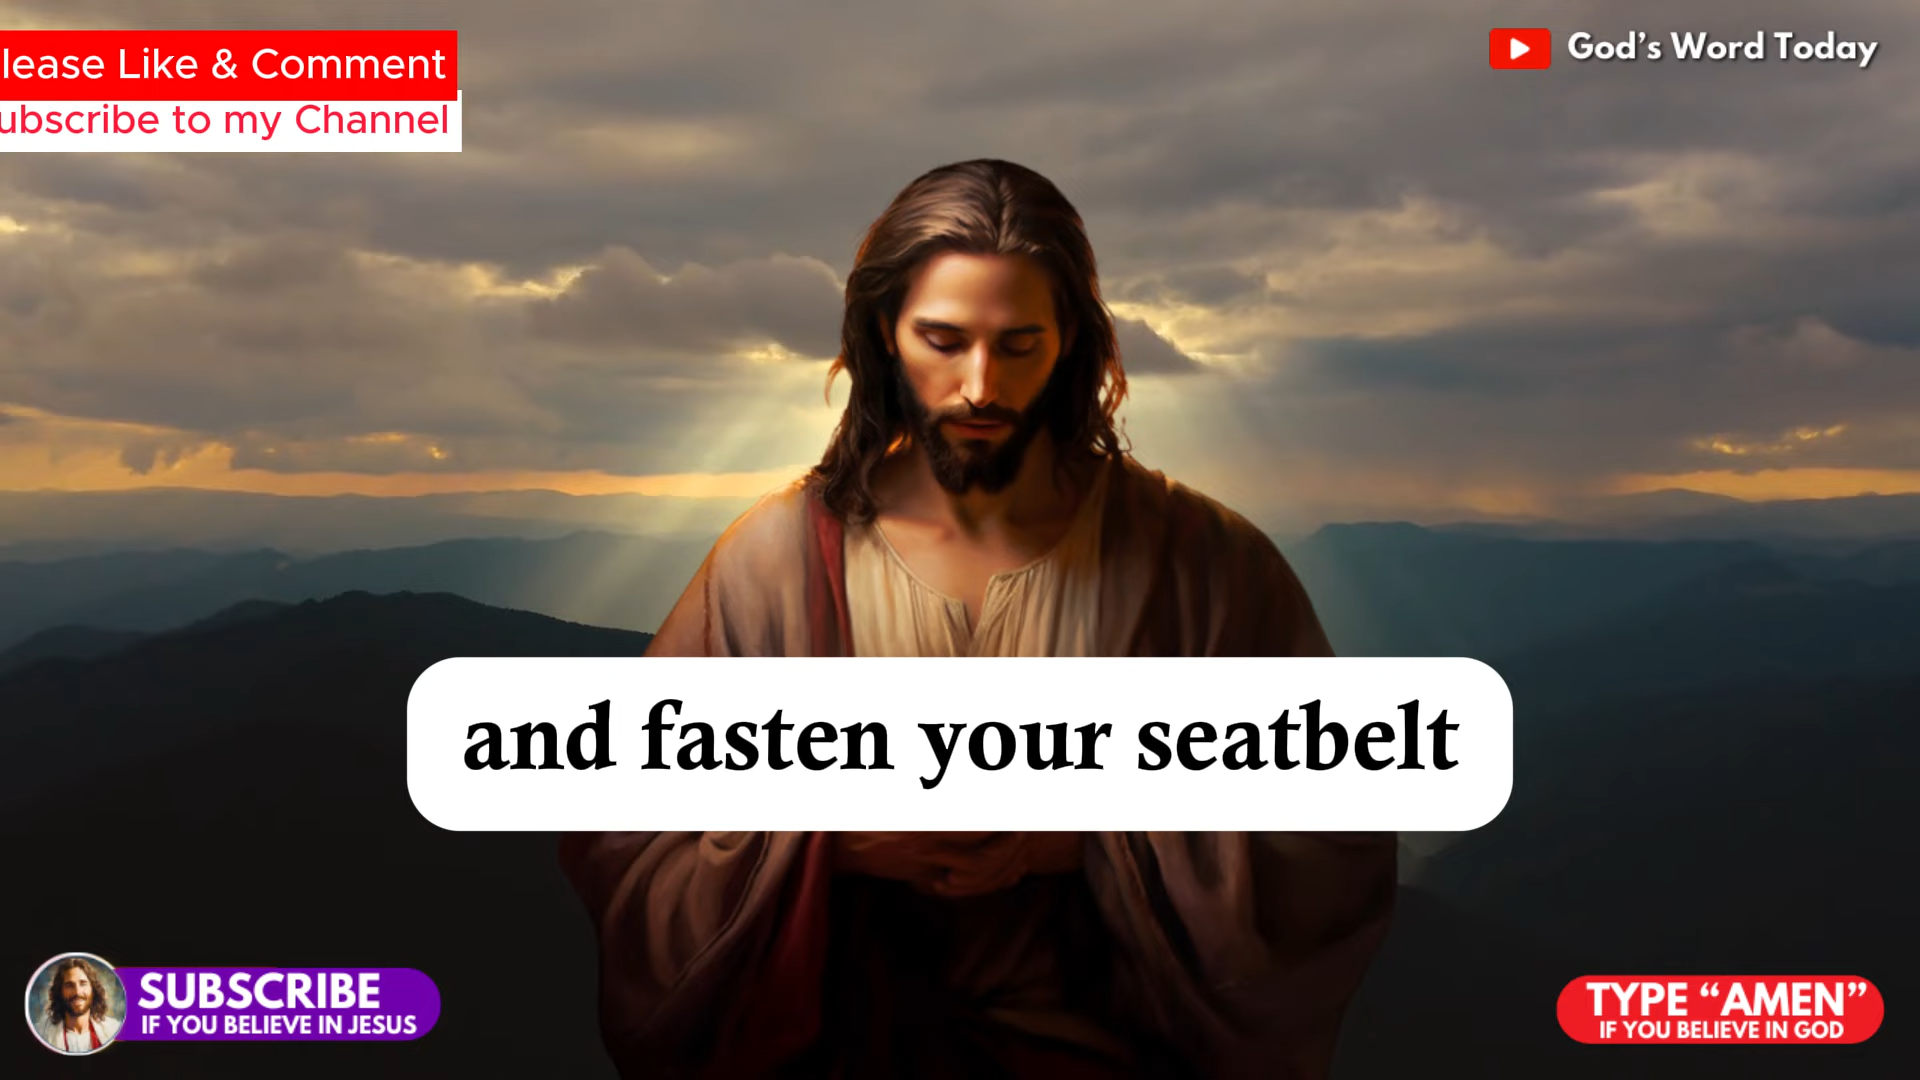 lease Like & Comment
ubscribe to my Channel
God's Word Today
and fasten your seatbelt
SUBSCRIBE
IF YOU BELIEVE IN JESUS
TYPE “AMEN”
IF YOU BELIEVE IN GOD